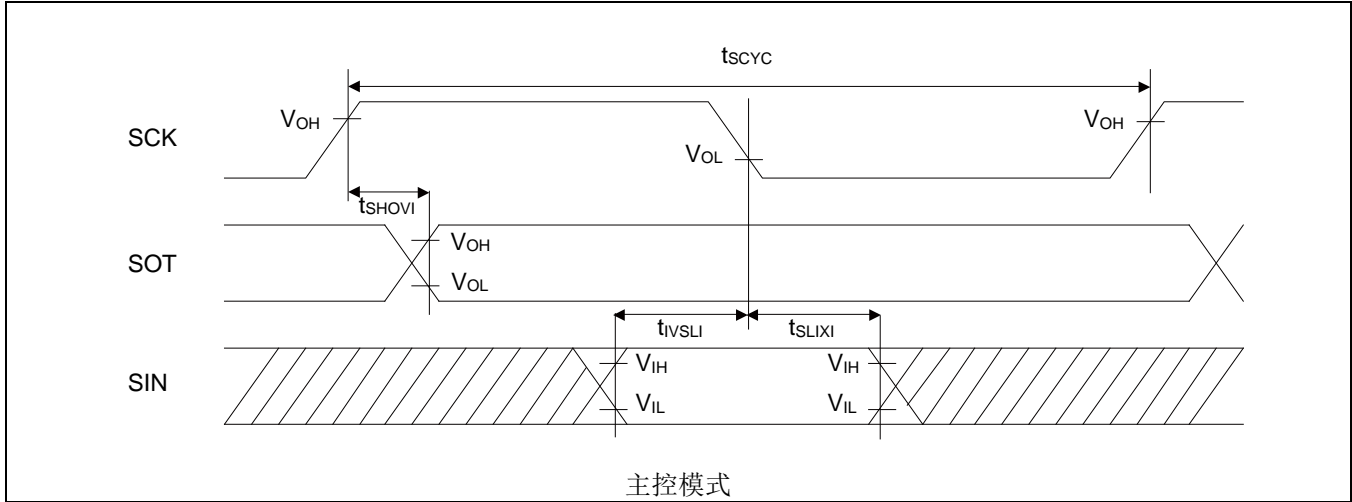 tSCYC
VOH
VOH
SCK
VOL
tSHOVI
VOH
SOT
VOL
tIVSLI
tSLIXI
VIH
VIH
SIN
VIL
VIL
主控模式